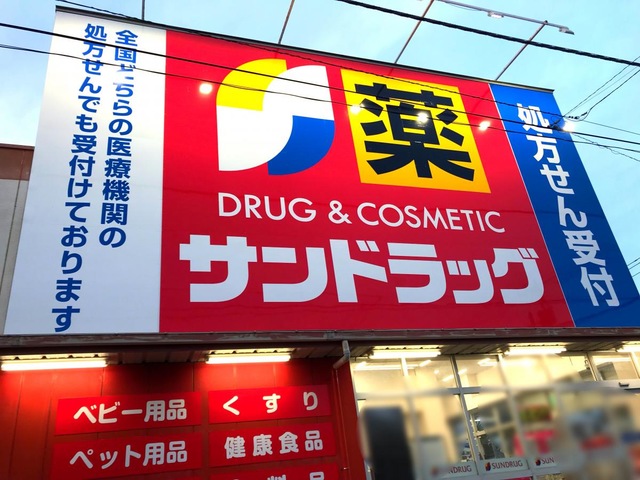 全国どちらの医療機関の
処方せんでも受付けております
薬
DRUG & COSMETIC
サンドラッグ
処方せん受付
ベビー用品
くすり
ペット用品
健康食品
SUNDRUG
SUNDRUG
SUN